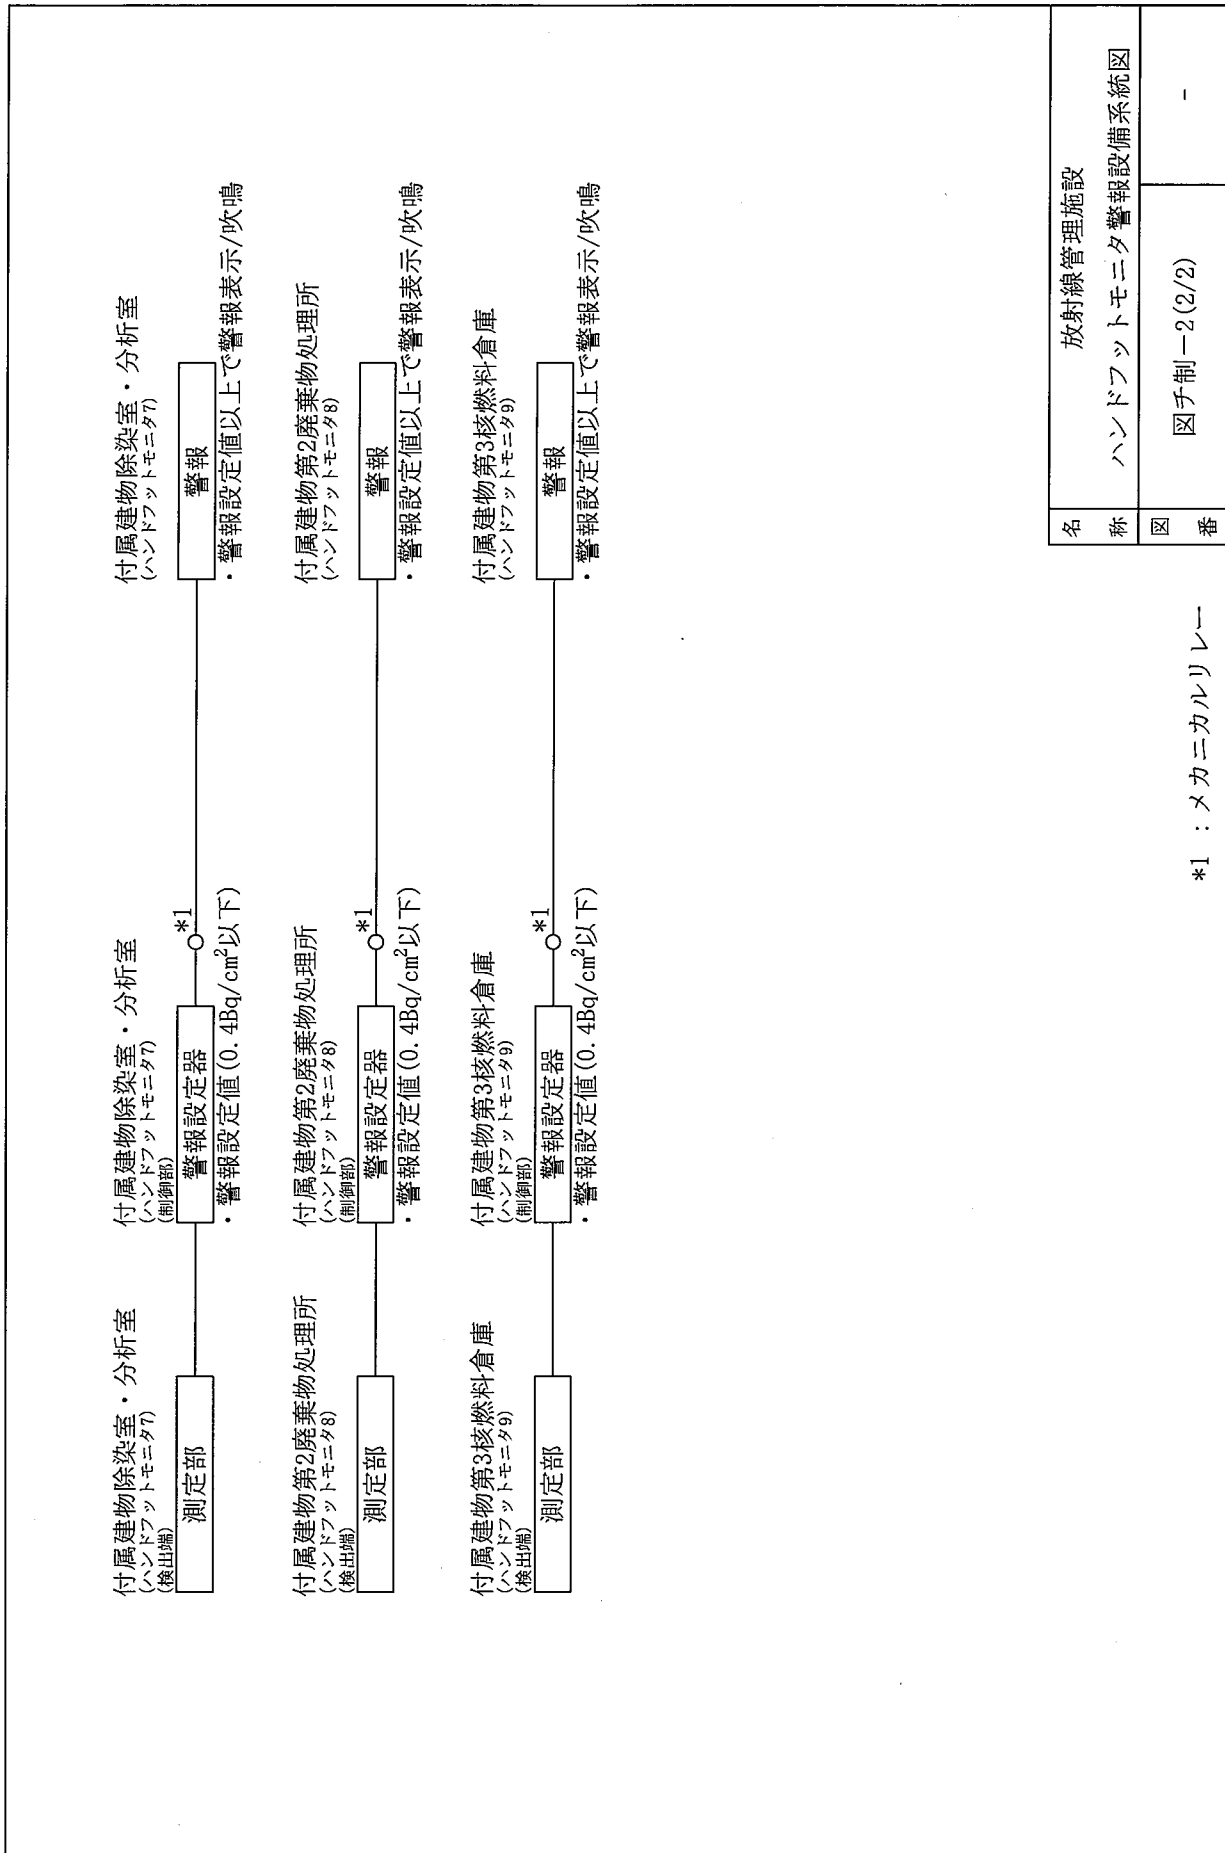 付属建物除染室・分析室
(ハンドフットモニタ7)
(検出端)
測定部
付属建物除染室・分析室
(ハンドフットモニタ7)
(制御部)
警報設定器
・警報設定値(0.4Bq/cm²以下)
*1
付属建物除染室・分析室
(ハンドフットモニタ7)
警報
・警報設定値以上で警報表示/吹鳴
付属建物第2廃棄物処理所
(ハンドフットモニタ8)
(検出端)
測定部
付属建物第2廃棄物処理所
(ハンドフットモニタ8)
(制御部)
警報設定器
・警報設定値(0.4Bq/cm²以下)
*1
付属建物第2廃棄物処理所
(ハンドフットモニタ8)
警報
・警報設定値以上で警報表示/吹鳴
付属建物第3核燃料倉庫
(ハンドフットモニタ9)
(検出端)
測定部
付属建物第3核燃料倉庫
(ハンドフットモニタ9)
(制御部)
警報設定器
・警報設定値(0.4Bq/cm²以下)
*1
付属建物第3核燃料倉庫
(ハンドフットモニタ9)
警報
・警報設定値以上で警報表示/吹鳴
*1 :メカニカルリレー
名称
放射線管理施設
ハンドフットモニタ警報設備系統図
図番
図チ制-2(2/2)
-